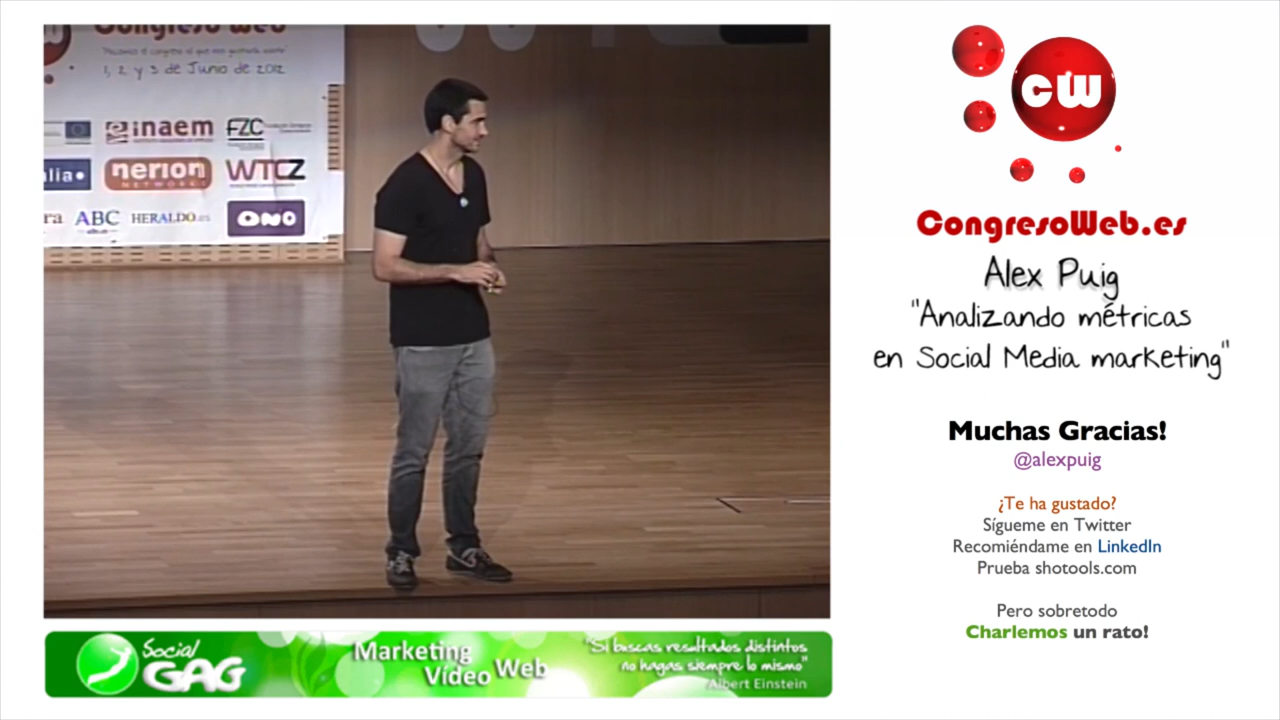 Congreso Web
1, 2 y 3 de Junio de 2012
inaem
FZC
nerion
NETWORKS
WTCZ
ABC
HERALDO.es
ONO
cw
CongresoWeb.es
Alex Puig
"Analizando métricas
en Social Media marketing"
Muchas Gracias!
@alexpuig
¿Te ha gustado?
Sígueme en Twitter
Recomiéndame en LinkedIn
Prueba shotools.com
Pero sobretodo
Charlemos un rato!
Social
GAG
Marketing
Vídeo Web
"Si buscas resultados distintos
no hagas siempre lo mismo"
Albert Einstein